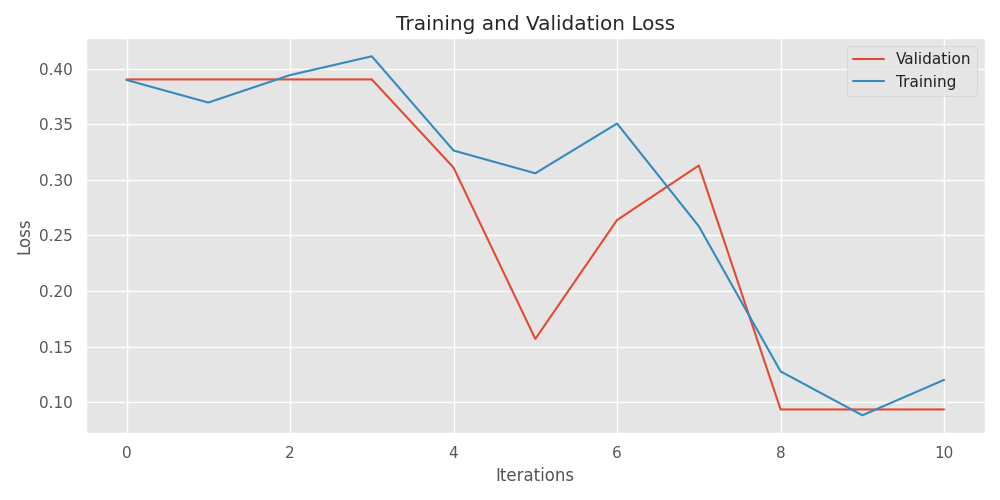 Training and Validation Loss
Validation
Training
0.40
0.35
0.30
0.25
0.20
0.15
0.10
Loss
0 2 4 6 8 10
Iterations